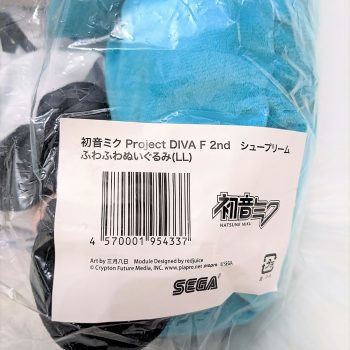 初音ミク Project DIVA F 2nd　シュープリーム
ふわふわぬいぐるみ(LL)
初音ミク
HATSUNE MIKU
4 570001 954337
Art by 三月八日　Module Designed by redjuice
© Crypton Future Media, INC. www.piapro.net piapro ©SEGA
SEGA